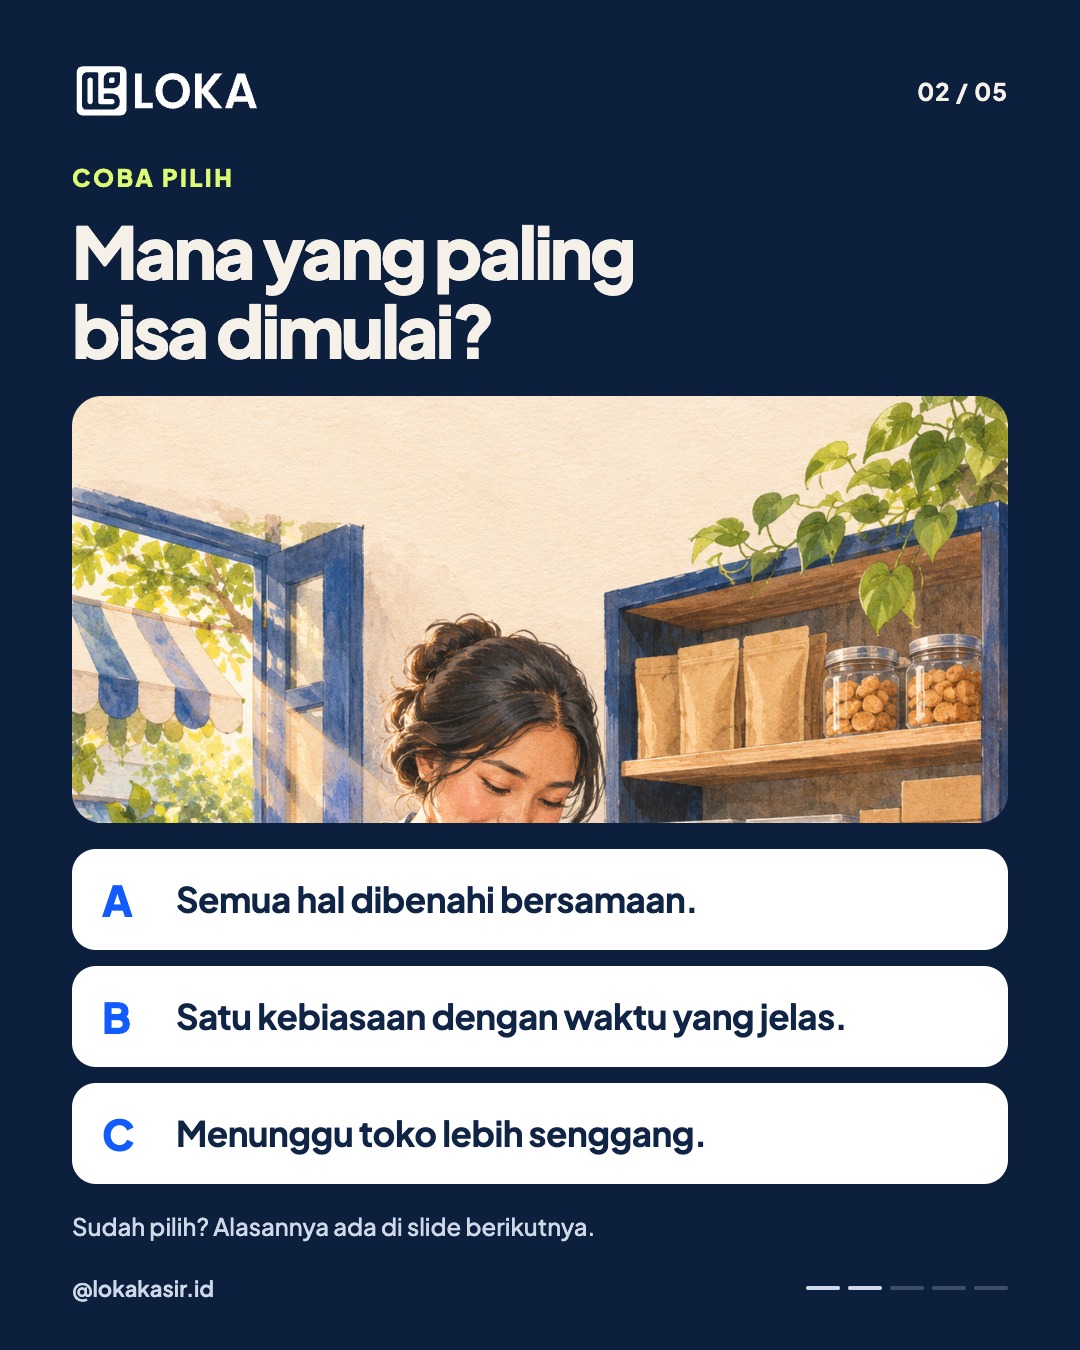 LOKA
02 / 05
COBA PILIH
Mana yang paling
bisa dimulai?
A Semua hal dibenahi bersamaan.
B Satu kebiasaan dengan waktu yang jelas.
C Menunggu toko lebih senggang.
Sudah pilih? Alasannya ada di slide berikutnya.
@lokakasir.id